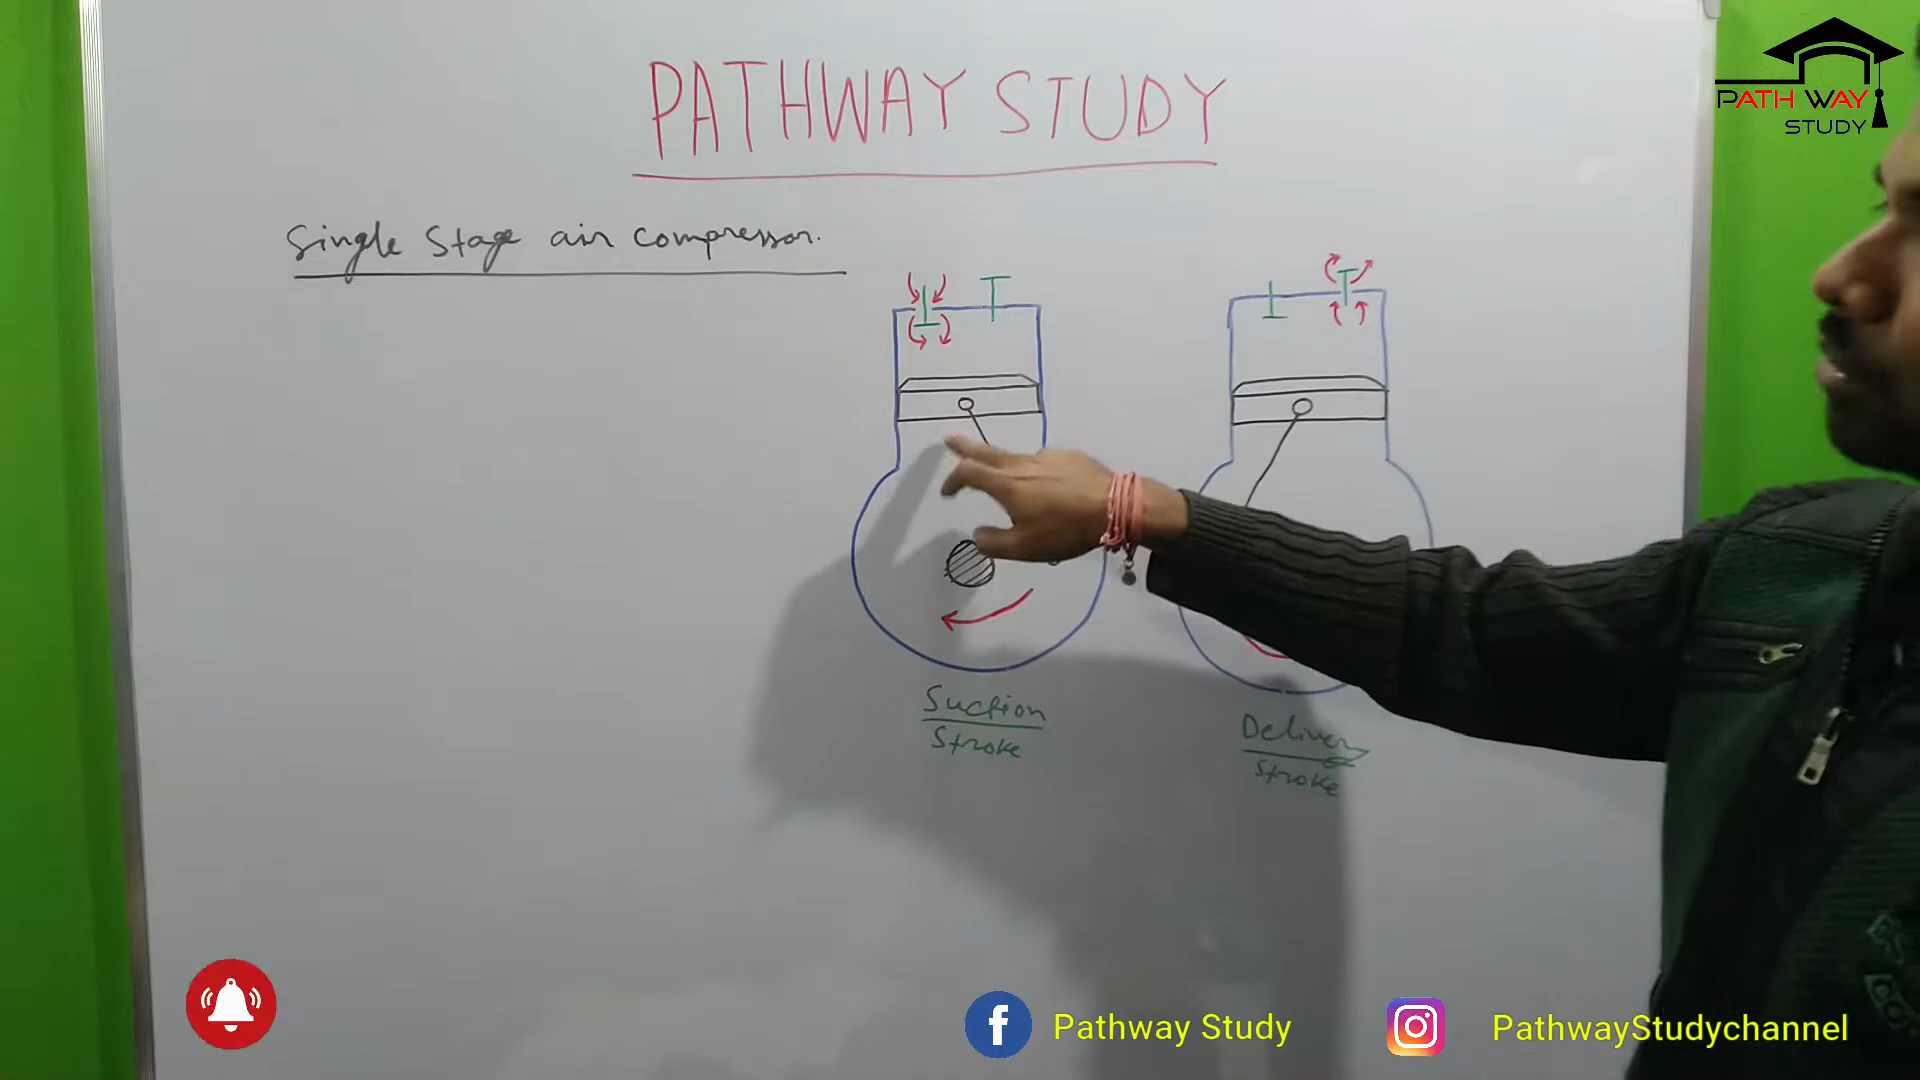 PATHWAY STUDY
PATH WAY
STUDY
Single Stage air compressor.
Suction
Stroke
Delivery
Stroke
Pathway Study
PathwayStudychannel